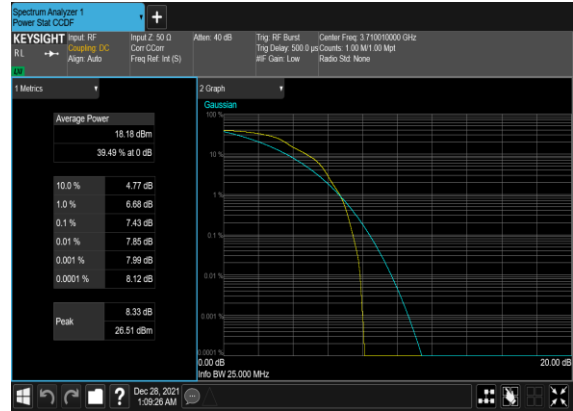 Spectrum Analyzer 1
Power Stat CCDF
KEYSIGHT
RL
Input: RF
Coupling: DC
Align: Auto
Input Z: 50 Ω
Corr CCorr
Freq Ref: Int (S)
Atten: 40 dB
Trig: RF Burst
Trig Delay: 500.0 µs
#IF Gain: Low
Center Freq: 3.710010000 GHz
Counts: 1.00 M/1.00 Mpt
Radio Std: None
1 Metrics
Average Power
18.18 dBm
39.49 % at 0 dB
10.0 % 4.77 dB
1.0 % 6.68 dB
0.1 % 7.43 dB
0.01 % 7.85 dB
0.001 % 7.99 dB
0.0001 % 8.12 dB
Peak
8.33 dB
26.51 dBm
2 Graph
Gaussian
100 %
10 %
1 %
0.1 %
0.01 %
0.001 %
0.0001 %
0.00 dB
20.00 dB
Info BW 25.000 MHz
?
Dec 28, 2021
1:09:26 AM